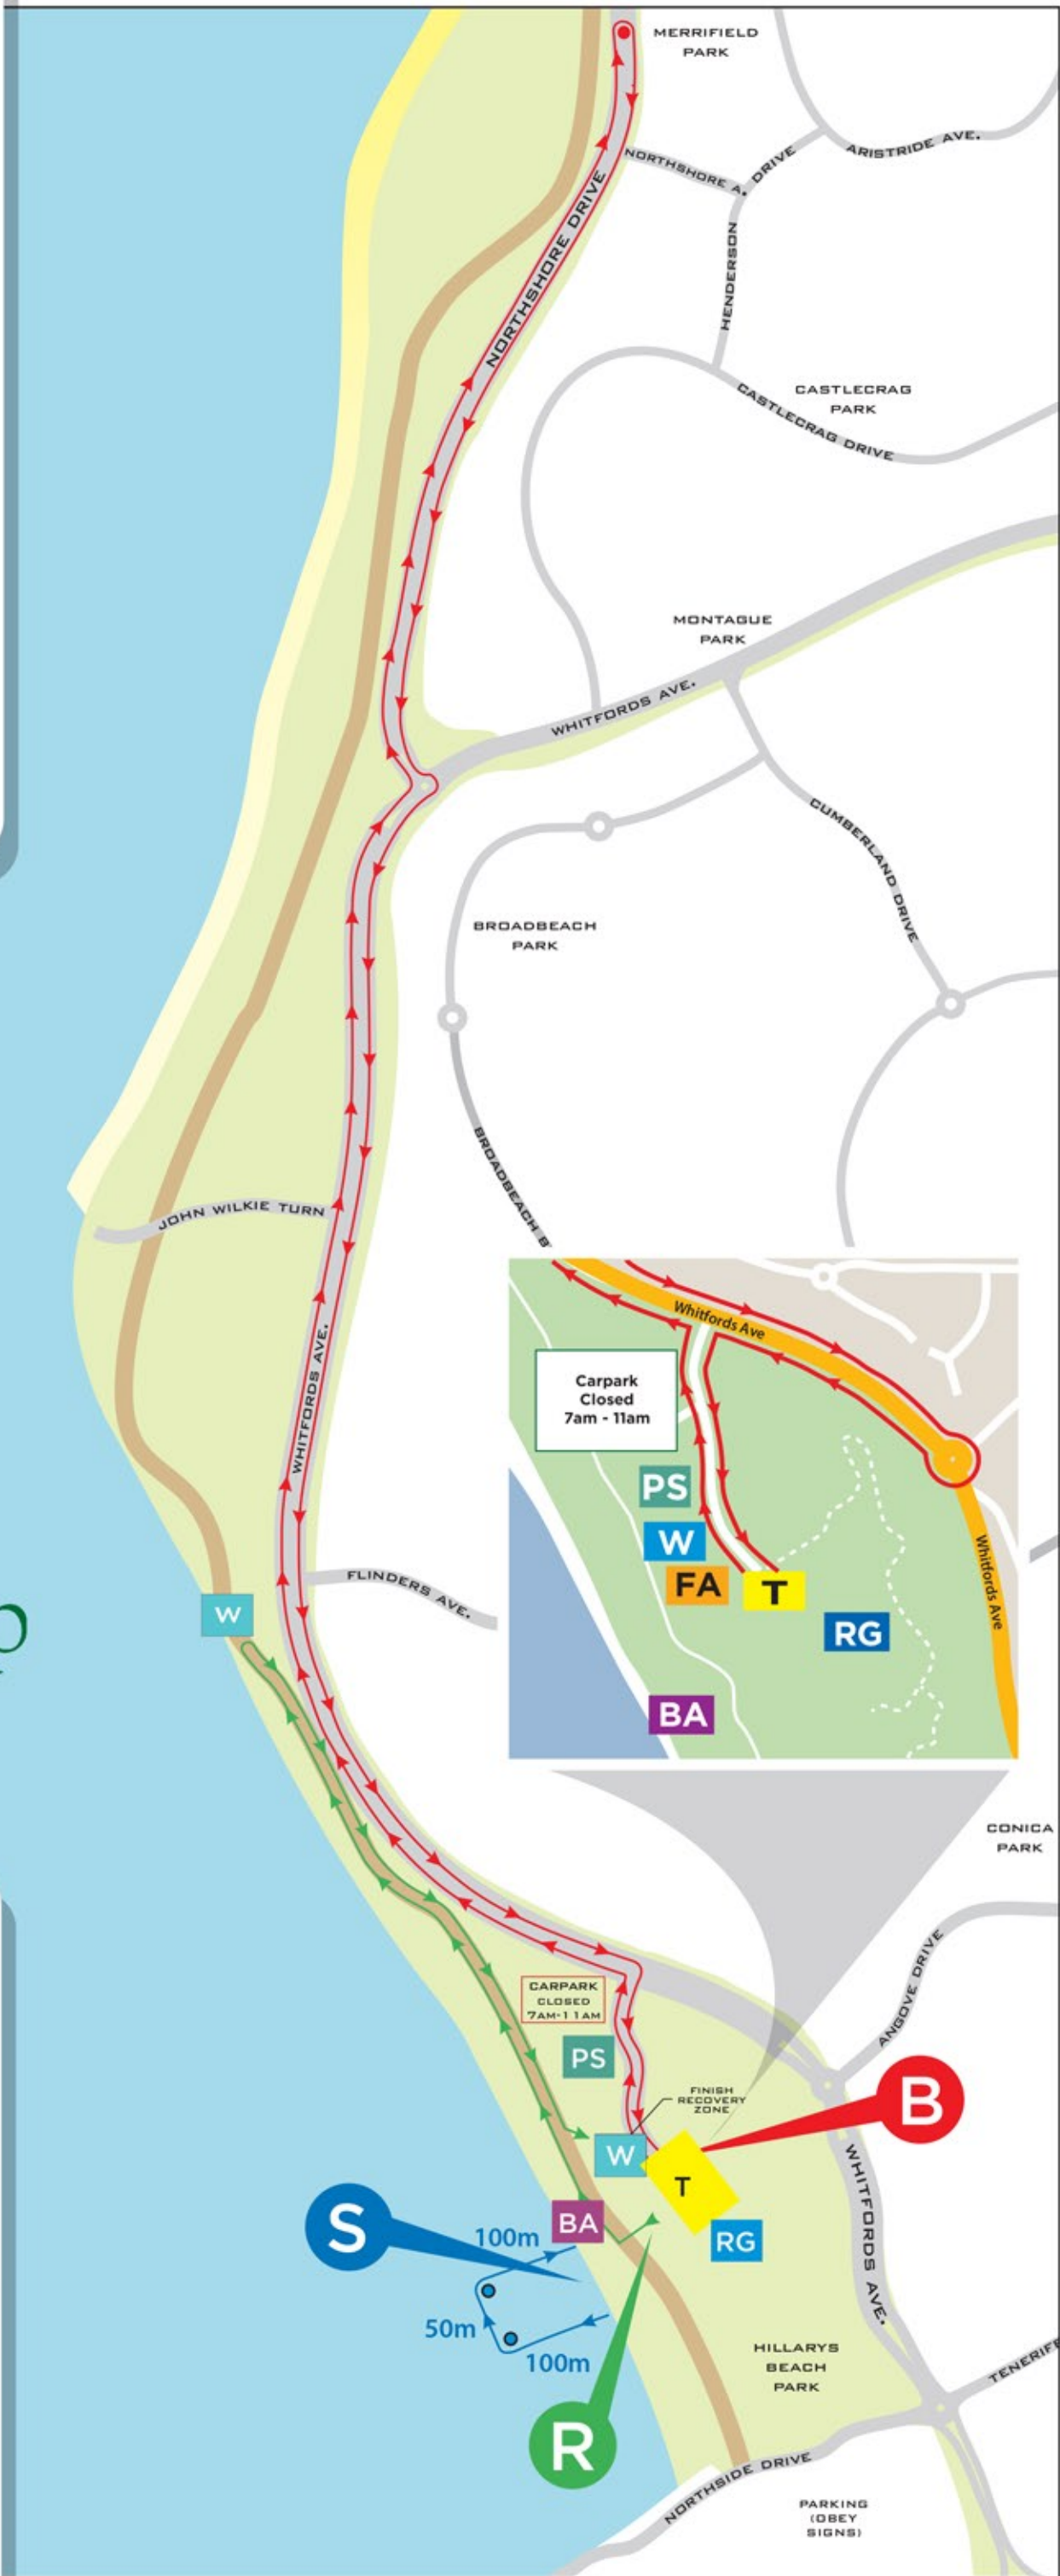 MERRIFIELD
PARK
ARISTRIDE AVE.
NORTHSHORE A.
HENDERSON DRIVE
NORTHSHORE DRIVE
CASTLECRAG
PARK
CASTLECRAG DRIVE
MONTAGUE
PARK
WHITFORDS AVE.
CUMBERLAND DRIVE
BROADBEACH
PARK
BROADBEACH B
JOHN WILKIE TURN
WHITFORDS AVE.
Whitfords Ave
Carpark
Closed
7am - 11am
PS
W
FA
T
RG
BA
Whitfords Ave
FLINDERS AVE.
W
p
CONICA
PARK
ANGOVE DRIVE
CARPARK
CLOSED
7AM-11AM
PS
FINISH
RECOVERY
ZONE
B
W
T
WHITFORDS AVE.
BA
RG
S
100m
50m
100m
HILLARYS
BEACH
PARK
TENERIFE
R
NORTHSIDE DRIVE
PARKING
(OBEY
SIGNS)